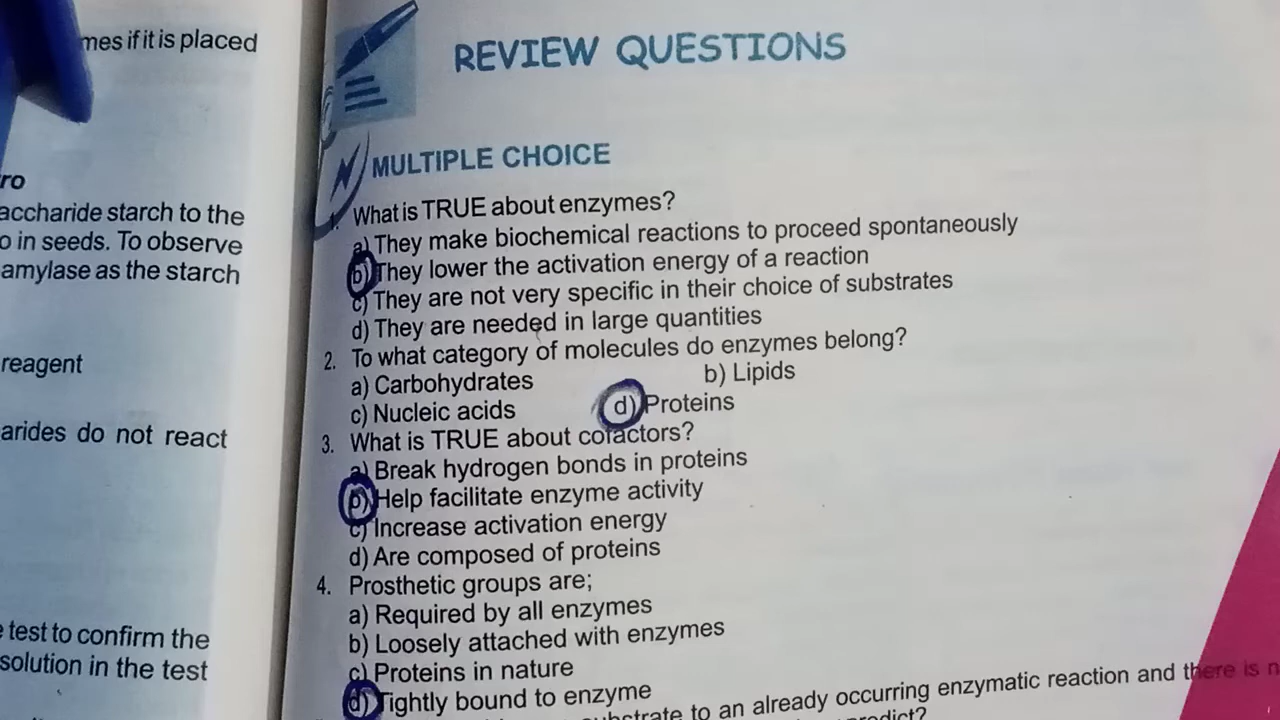 mes if it is placed
ro
accharide starch to the
o in seeds. To observe
amylase as the starch
reagent
arides do not react
test to confirm the
solution in the test
REVIEW QUESTIONS
MULTIPLE CHOICE
1. What is TRUE about enzymes?
a) They make biochemical reactions to proceed spontaneously
b) They lower the activation energy of a reaction
c) They are not very specific in their choice of substrates
d) They are needed in large quantities
2. To what category of molecules do enzymes belong?
a) Carbohydrates b) Lipids
c) Nucleic acids d) Proteins
3. What is TRUE about cofactors?
a) Break hydrogen bonds in proteins
b) Help facilitate enzyme activity
c) Increase activation energy
d) Are composed of proteins
4. Prosthetic groups are;
a) Required by all enzymes
b) Loosely attached with enzymes
c) Proteins in nature
d) Tightly bound to enzyme
to an already occurring enzymatic reaction and there is